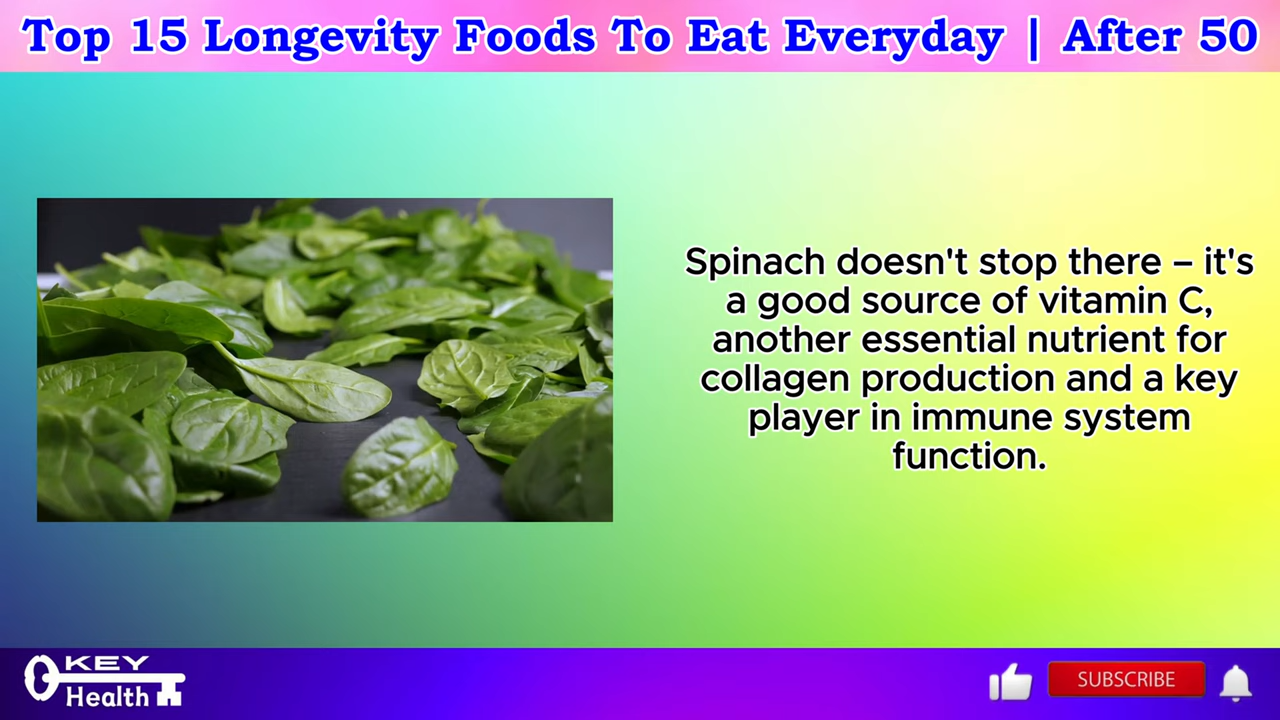 Top 15 Longevity Foods To Eat Everyday | After 50
Spinach doesn't stop there – it's
a good source of vitamin C,
another essential nutrient for
collagen production and a key
player in immune system
function.
KEY
Health
SUBSCRIBE